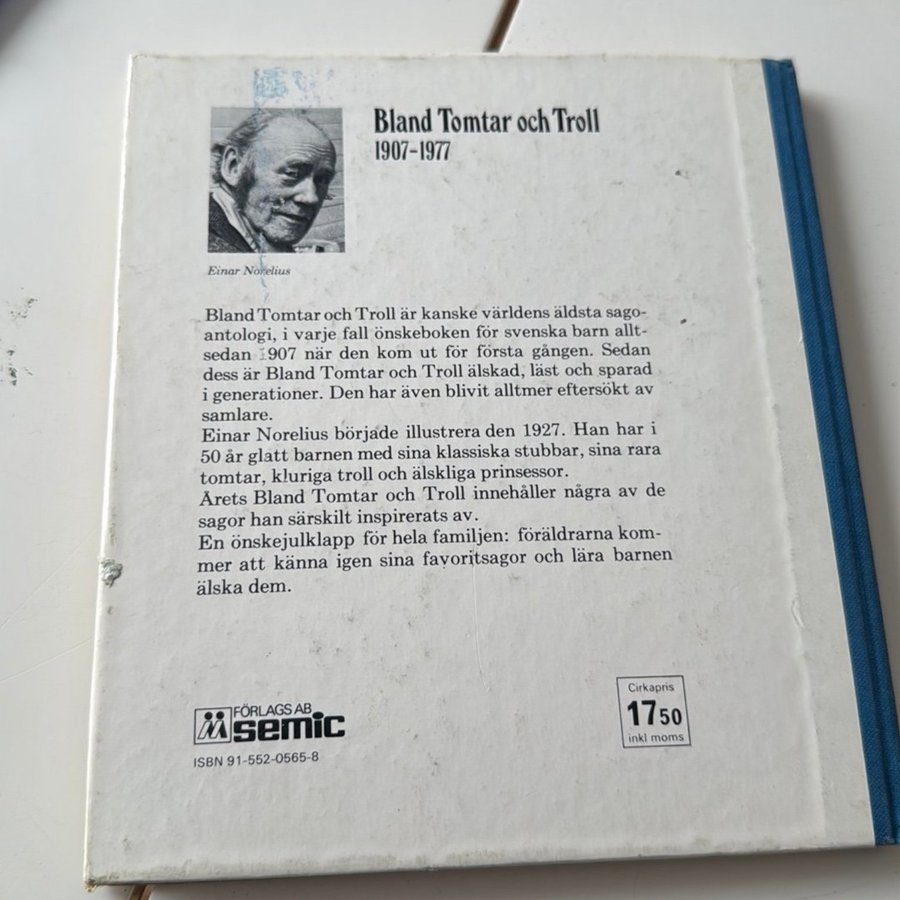 Bland Tomtar och Troll
1907-1977
Einar Norelius
Bland Tomtar och Troll är kanske världens äldsta sago-
antologi, i varje fall önskeboken för svenska barn allt-
sedan 1907 när den kom ut för första gången. Sedan
dess är Bland Tomtar och Troll älskad, läst och sparad
i generationer. Den har även blivit alltmer eftersökt av
samlare.
Einar Norelius började illustrera den 1927. Han har i
50 år glatt barnen med sina klassiska stubbar, sina rara
tomtar, kluriga troll och älskliga prinsessor.
Årets Bland Tomtar och Troll innehåller några av de
sagor han särskilt inspirerats av.
En önskejulklapp för hela familjen: föräldrarna kom-
mer att känna igen sina favoritsagor och lära barnen
älska dem.
FÖRLAGS AB
semic
ISBN 91-552-0565-8
Cirkapris
17 50
inkl moms